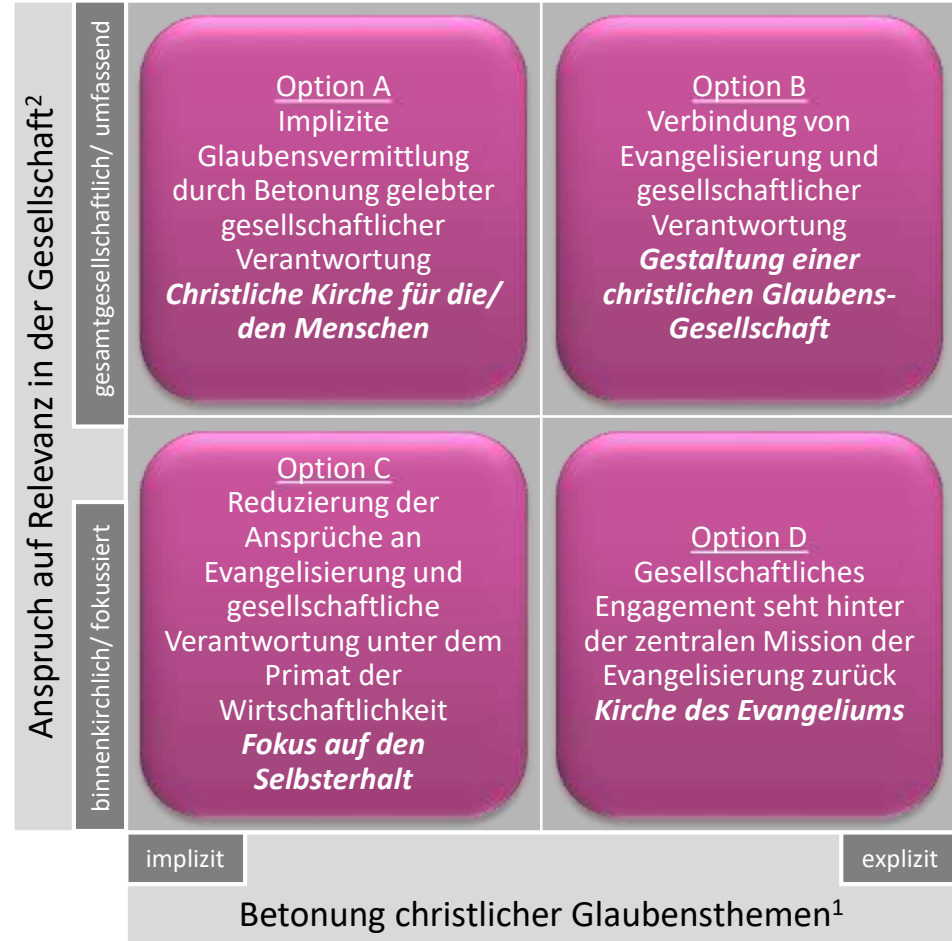 Anspruch auf Relevanz in der Gesellschaft²
gesamtgesellschaftlich/ umfassend
Option A
Implizite
Glaubensvermittlung
durch Betonung gelebter
gesellschaftlicher
Verantwortung
Christliche Kirche für die/
den Menschen
Option B
Verbindung von
Evangelisierung und
gesellschaftlicher
Verantwortung
Gestaltung einer
christlichen Glaubens-
Gesellschaft
binnenkirchlich/ fokussiert
Option C
Reduzierung der
Ansprüche an
Evangelisierung und
gesellschaftliche
Verantwortung unter dem
Primat der
Wirtschaftlichkeit
Fokus auf den
Selbsterhalt
Option D
Gesellschaftliches
Engagement seht hinter
der zentralen Mission der
Evangelisierung zurück
Kirche des Evangeliums
implizit
explizit
Betonung christlicher Glaubensthemen¹